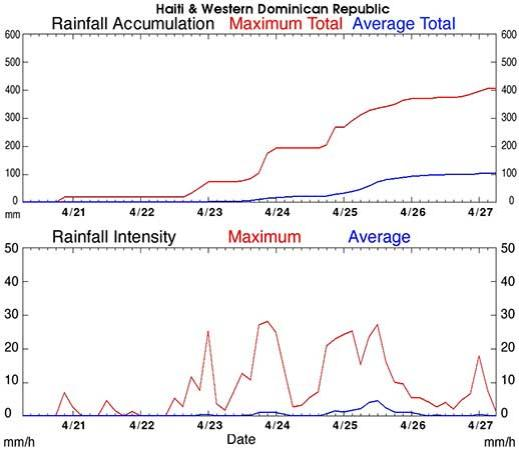 Haiti & Western Dominican Republic
Rainfall Accumulation Maximum Total Average Total
600 600
500 500
400 400
300 300
200 200
100 100
0 0
mm mm
4/21 4/22 4/23 4/24 4/25 4/26 4/27
Rainfall Intensity Maximum Average
50 50
40 40
30 30
20 20
10 10
0 0
4/21 4/22 4/23 4/24 4/25 4/26 4/27
mm/h Date mm/h